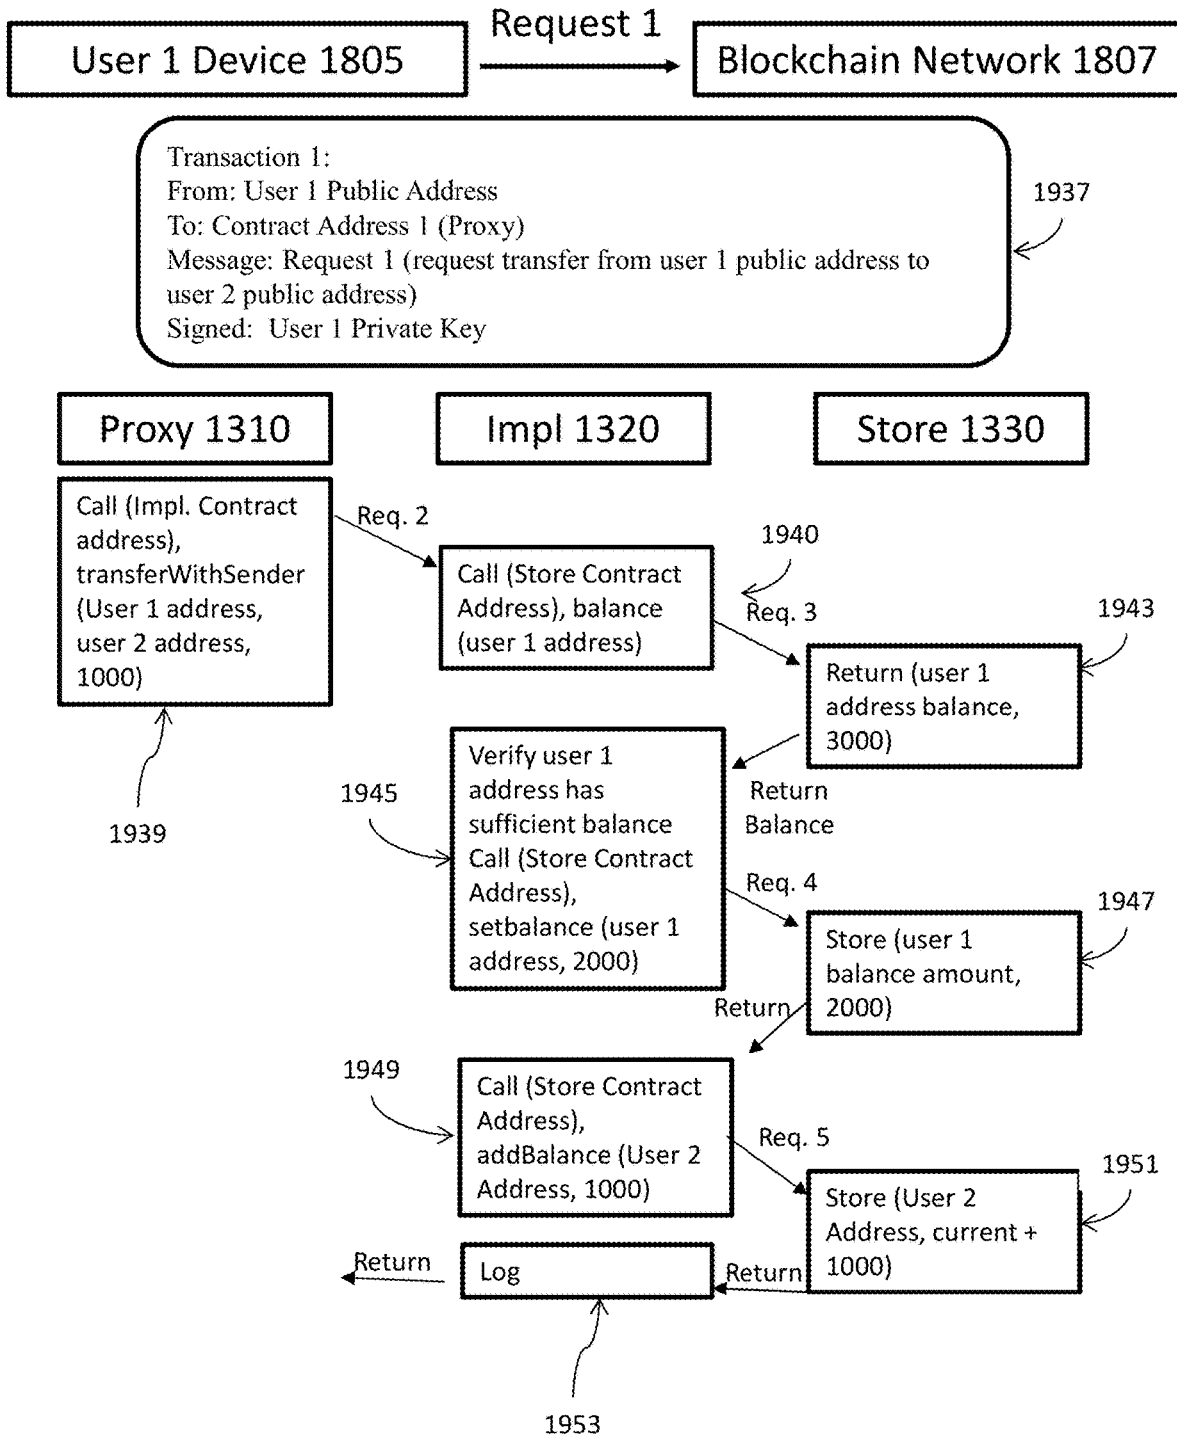 Request 1
User 1 Device 1805
Blockchain Network 1807
Transaction 1:
From: User 1 Public Address
To: Contract Address 1 (Proxy)
Message: Request 1 (request transfer from user 1 public address to
user 2 public address)
Signed:  User 1 Private Key
1937
Proxy 1310
Impl 1320
Store 1330
Call (Impl. Contract
address),
transferWithSender
(User 1 address,
user 2 address,
1000)
1939
Req. 2
Call (Store Contract
Address), balance
(user 1 address)
1940
Req. 3
1943
Return (user 1
address balance,
3000)
Return
Balance
1945
Verify user 1
address has
sufficient balance
Call (Store Contract
Address),
setbalance (user 1
address, 2000)
Req. 4
1947
Store (user 1
balance amount,
2000)
Return
1949
Call (Store Contract
Address),
addBalance (User 2
Address, 1000)
Req. 5
1951
Store (User 2
Address, current +
1000)
Return
Log
Return
1953